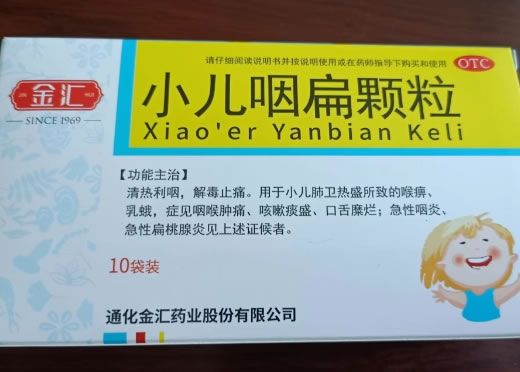 请仔细阅读说明书并按说明使用或在药师指导下购买和使用
OTC
金汇
JIN HUI
SINCE 1969
小儿咽扁颗粒
Xiao'er Yanbian Keli
【功能主治】
清热利咽，解毒止痛。用于小儿肺卫热盛所致的喉痹、
乳蛾，症见咽喉肿痛、咳嗽痰盛、口舌糜烂；急性咽炎、
急性扁桃腺炎见上述证候者。
10袋装
通化金汇药业股份有限公司